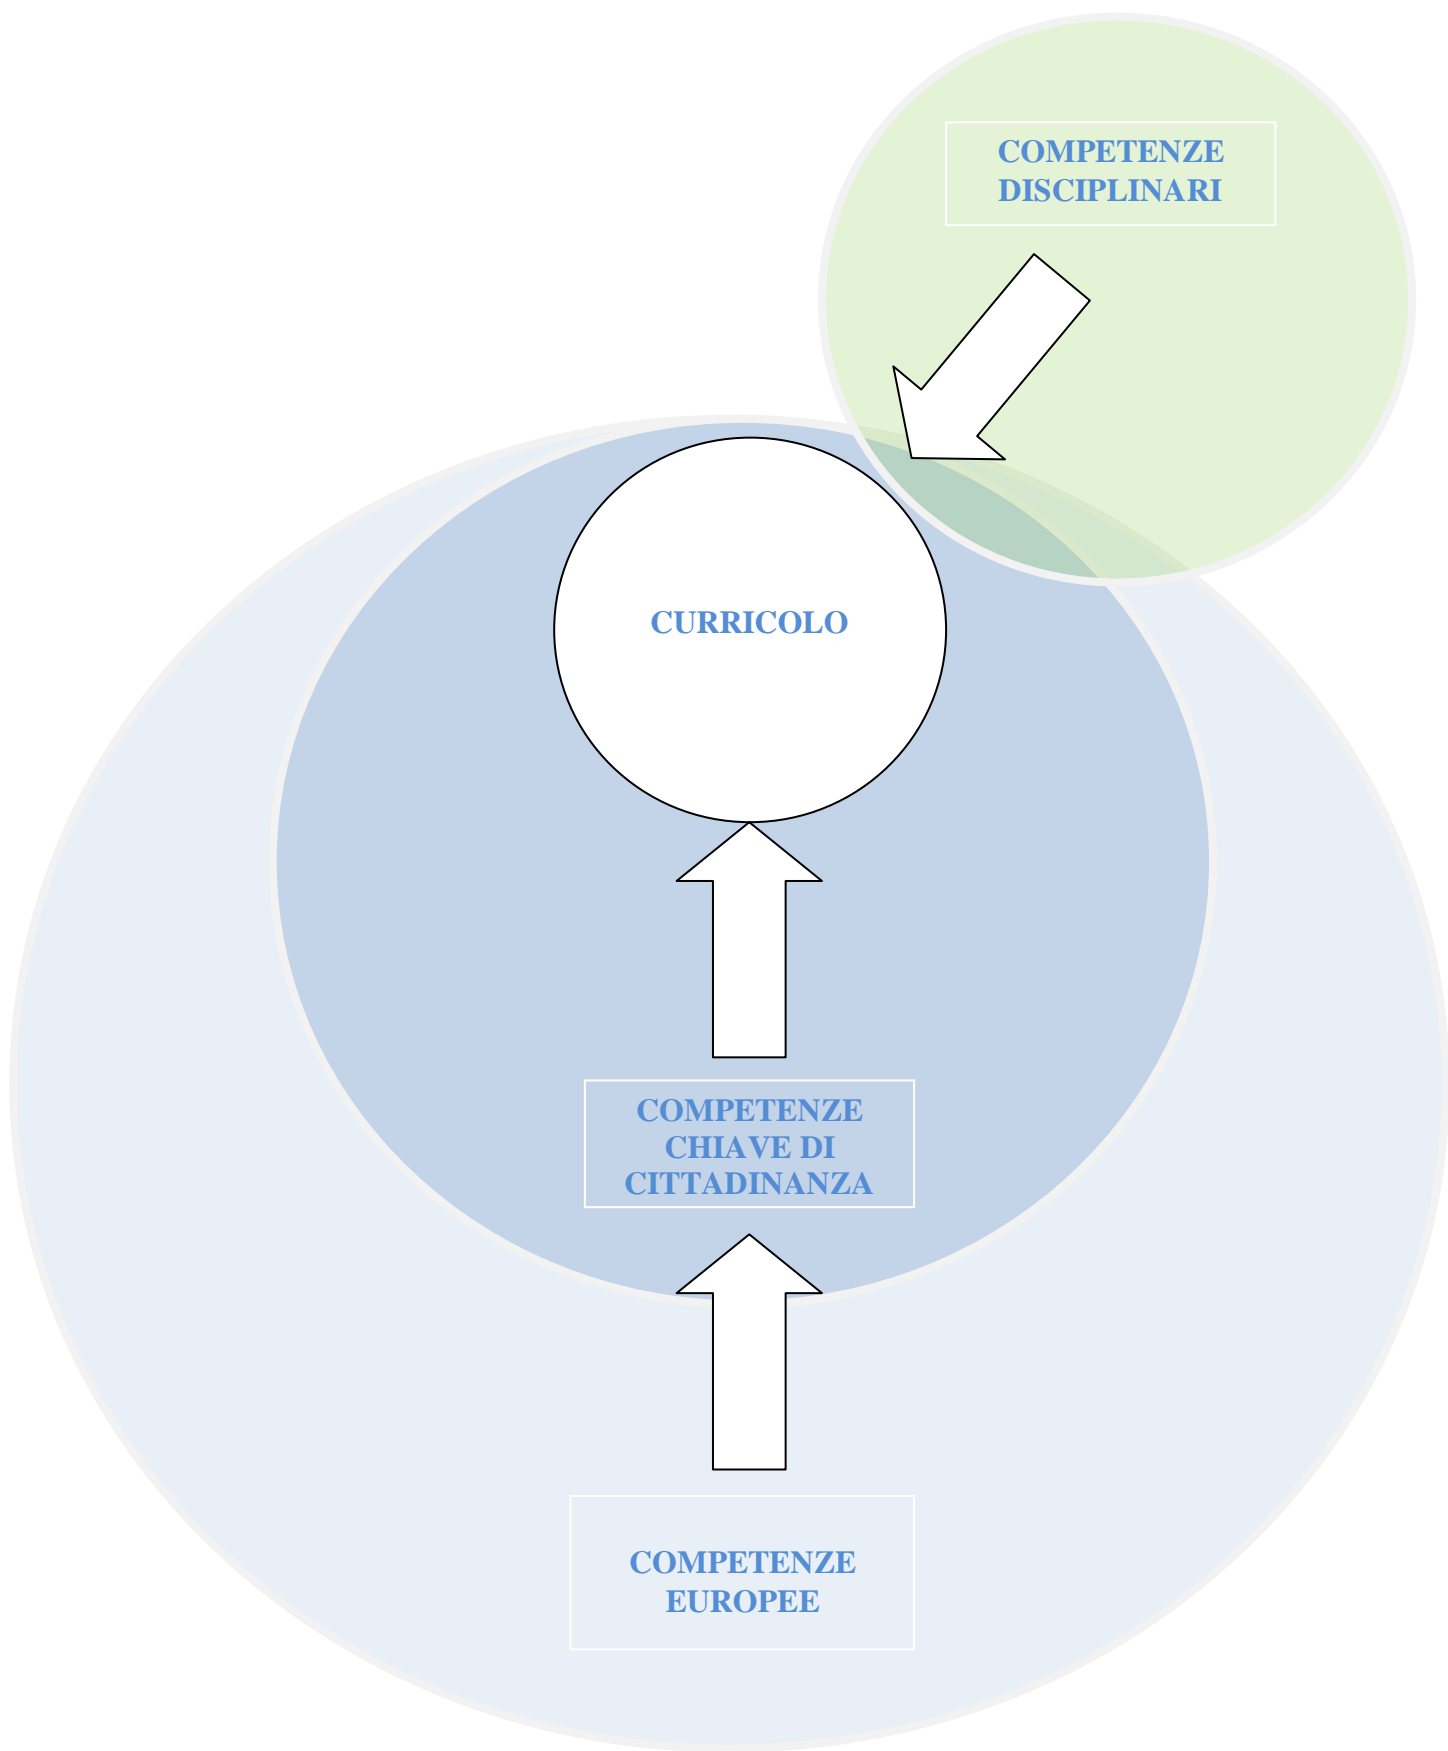 COMPETENZE
DISCIPLINARI
CURRICOLO
COMPETENZE
CHIAVE DI
CITTADINANZA
COMPETENZE
EUROPEE